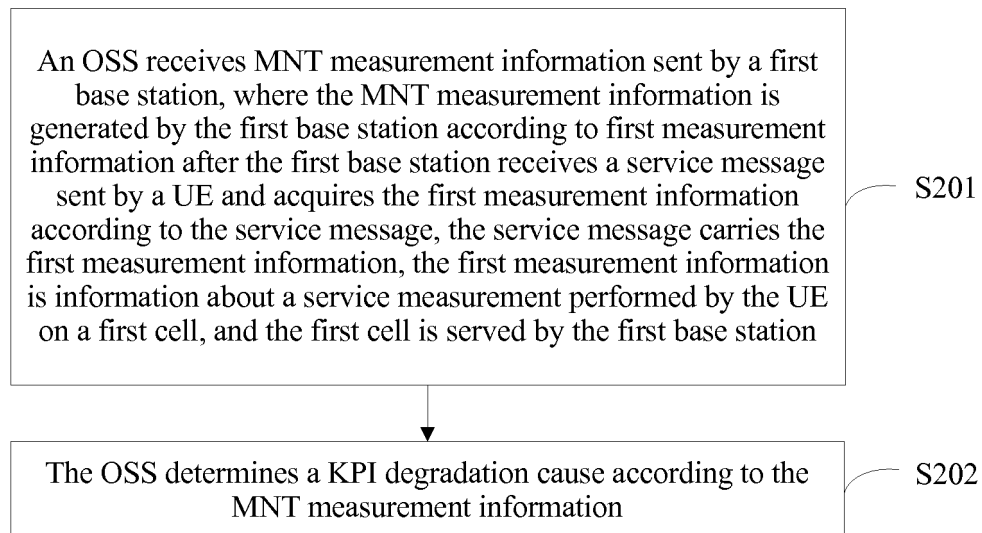 An OSS receives MNT measurement information sent by a first
base station, where the MNT measurement information is
generated by the first base station according to first measurement
information after the first base station receives a service message
sent by a UE and acquires the first measurement information
according to the service message, the service message carries the
first measurement information, the first measurement information
is information about a service measurement performed by the UE
on a first cell, and the first cell is served by the first base station
S201
The OSS determines a KPI degradation cause according to the
MNT measurement information
S202